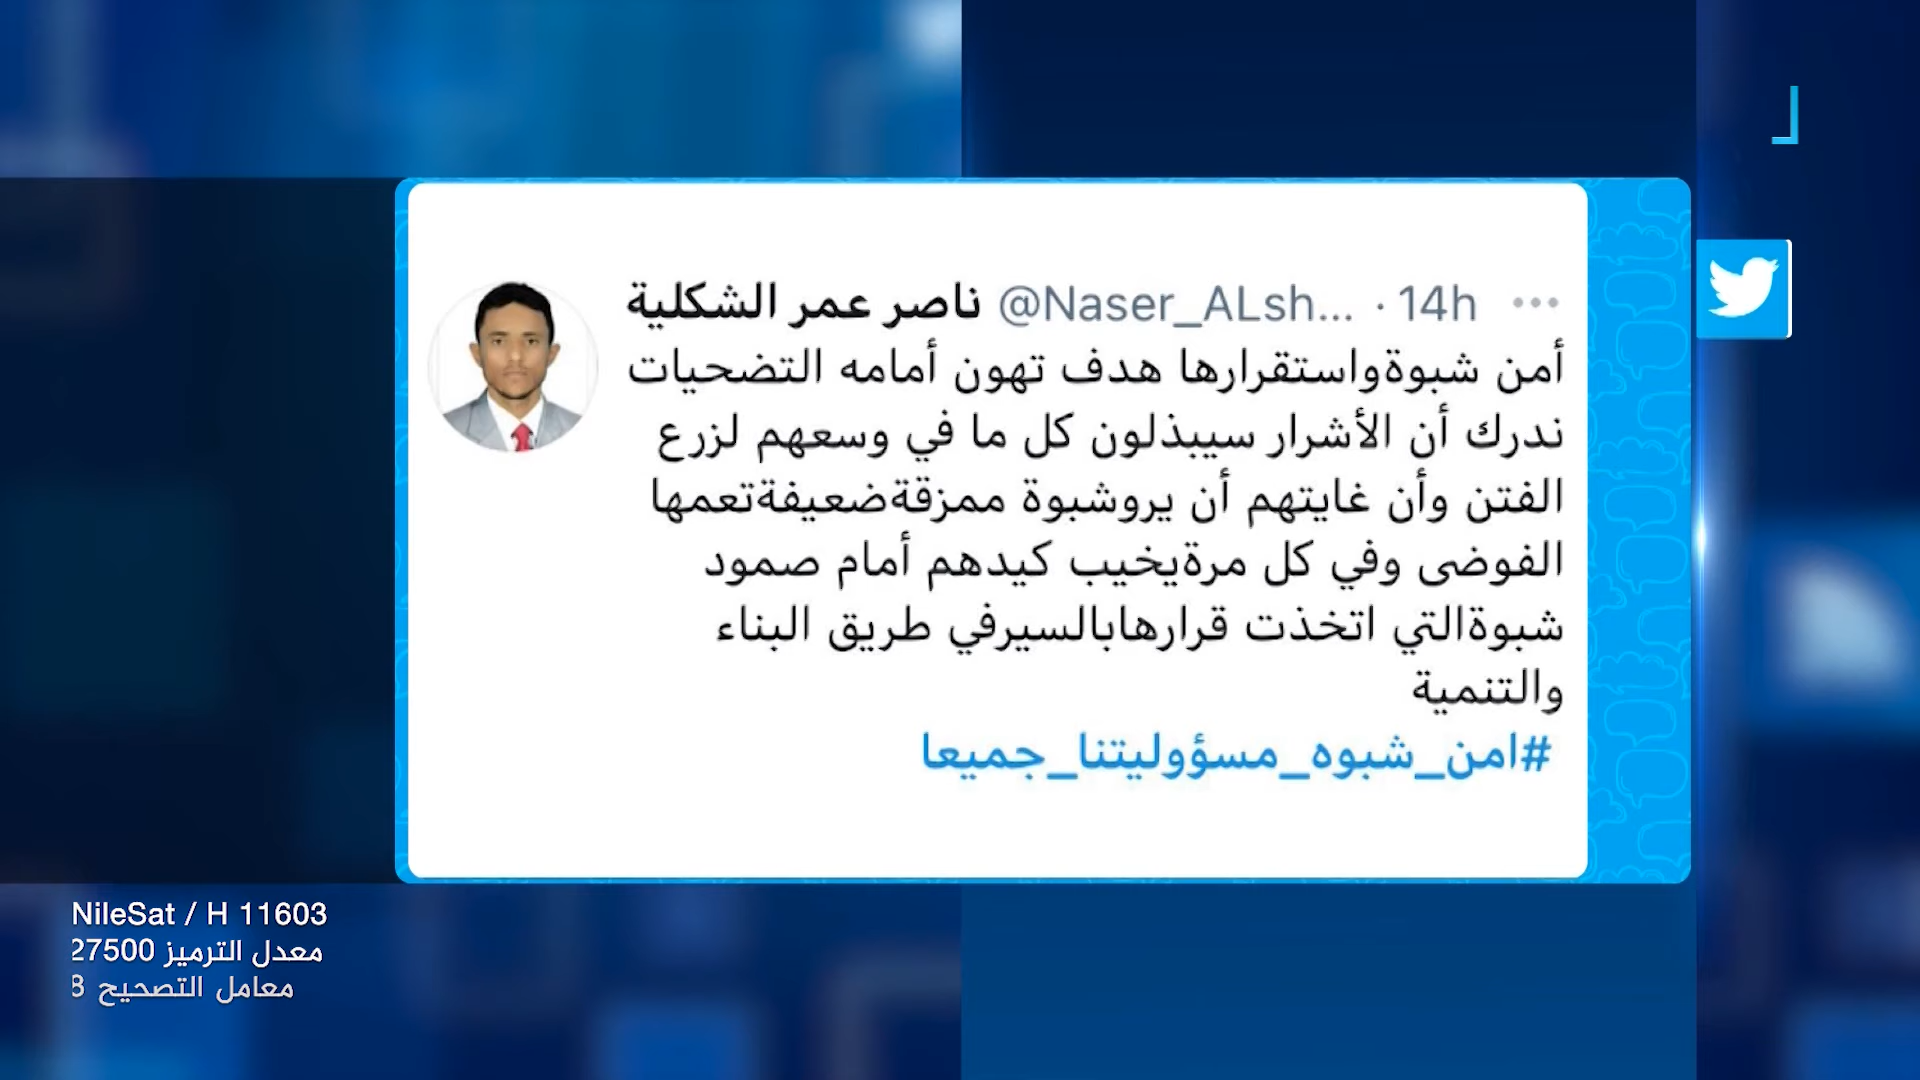 ناصر عمر الشكلية @Naser_ALsh... · 14h
أمن شبوةواستقرارها هدف تهون أمامه التضحيات
ندرك أن الأشرار سيبذلون كل ما في وسعهم لزرع
الفتن وأن غايتهم أن يروشبوة ممزقةضعيفةتعمها
الفوضى وفي كل مرةيخيب كيدهم أمام صمود
شبوةالتي اتخذت قرارهابالسيرفي طريق البناء
والتنمية
#امن_شبوه_مسؤوليتنا_جميعا
NileSat / H 11603
معدل الترميز 27500
معامل التصحيح 8